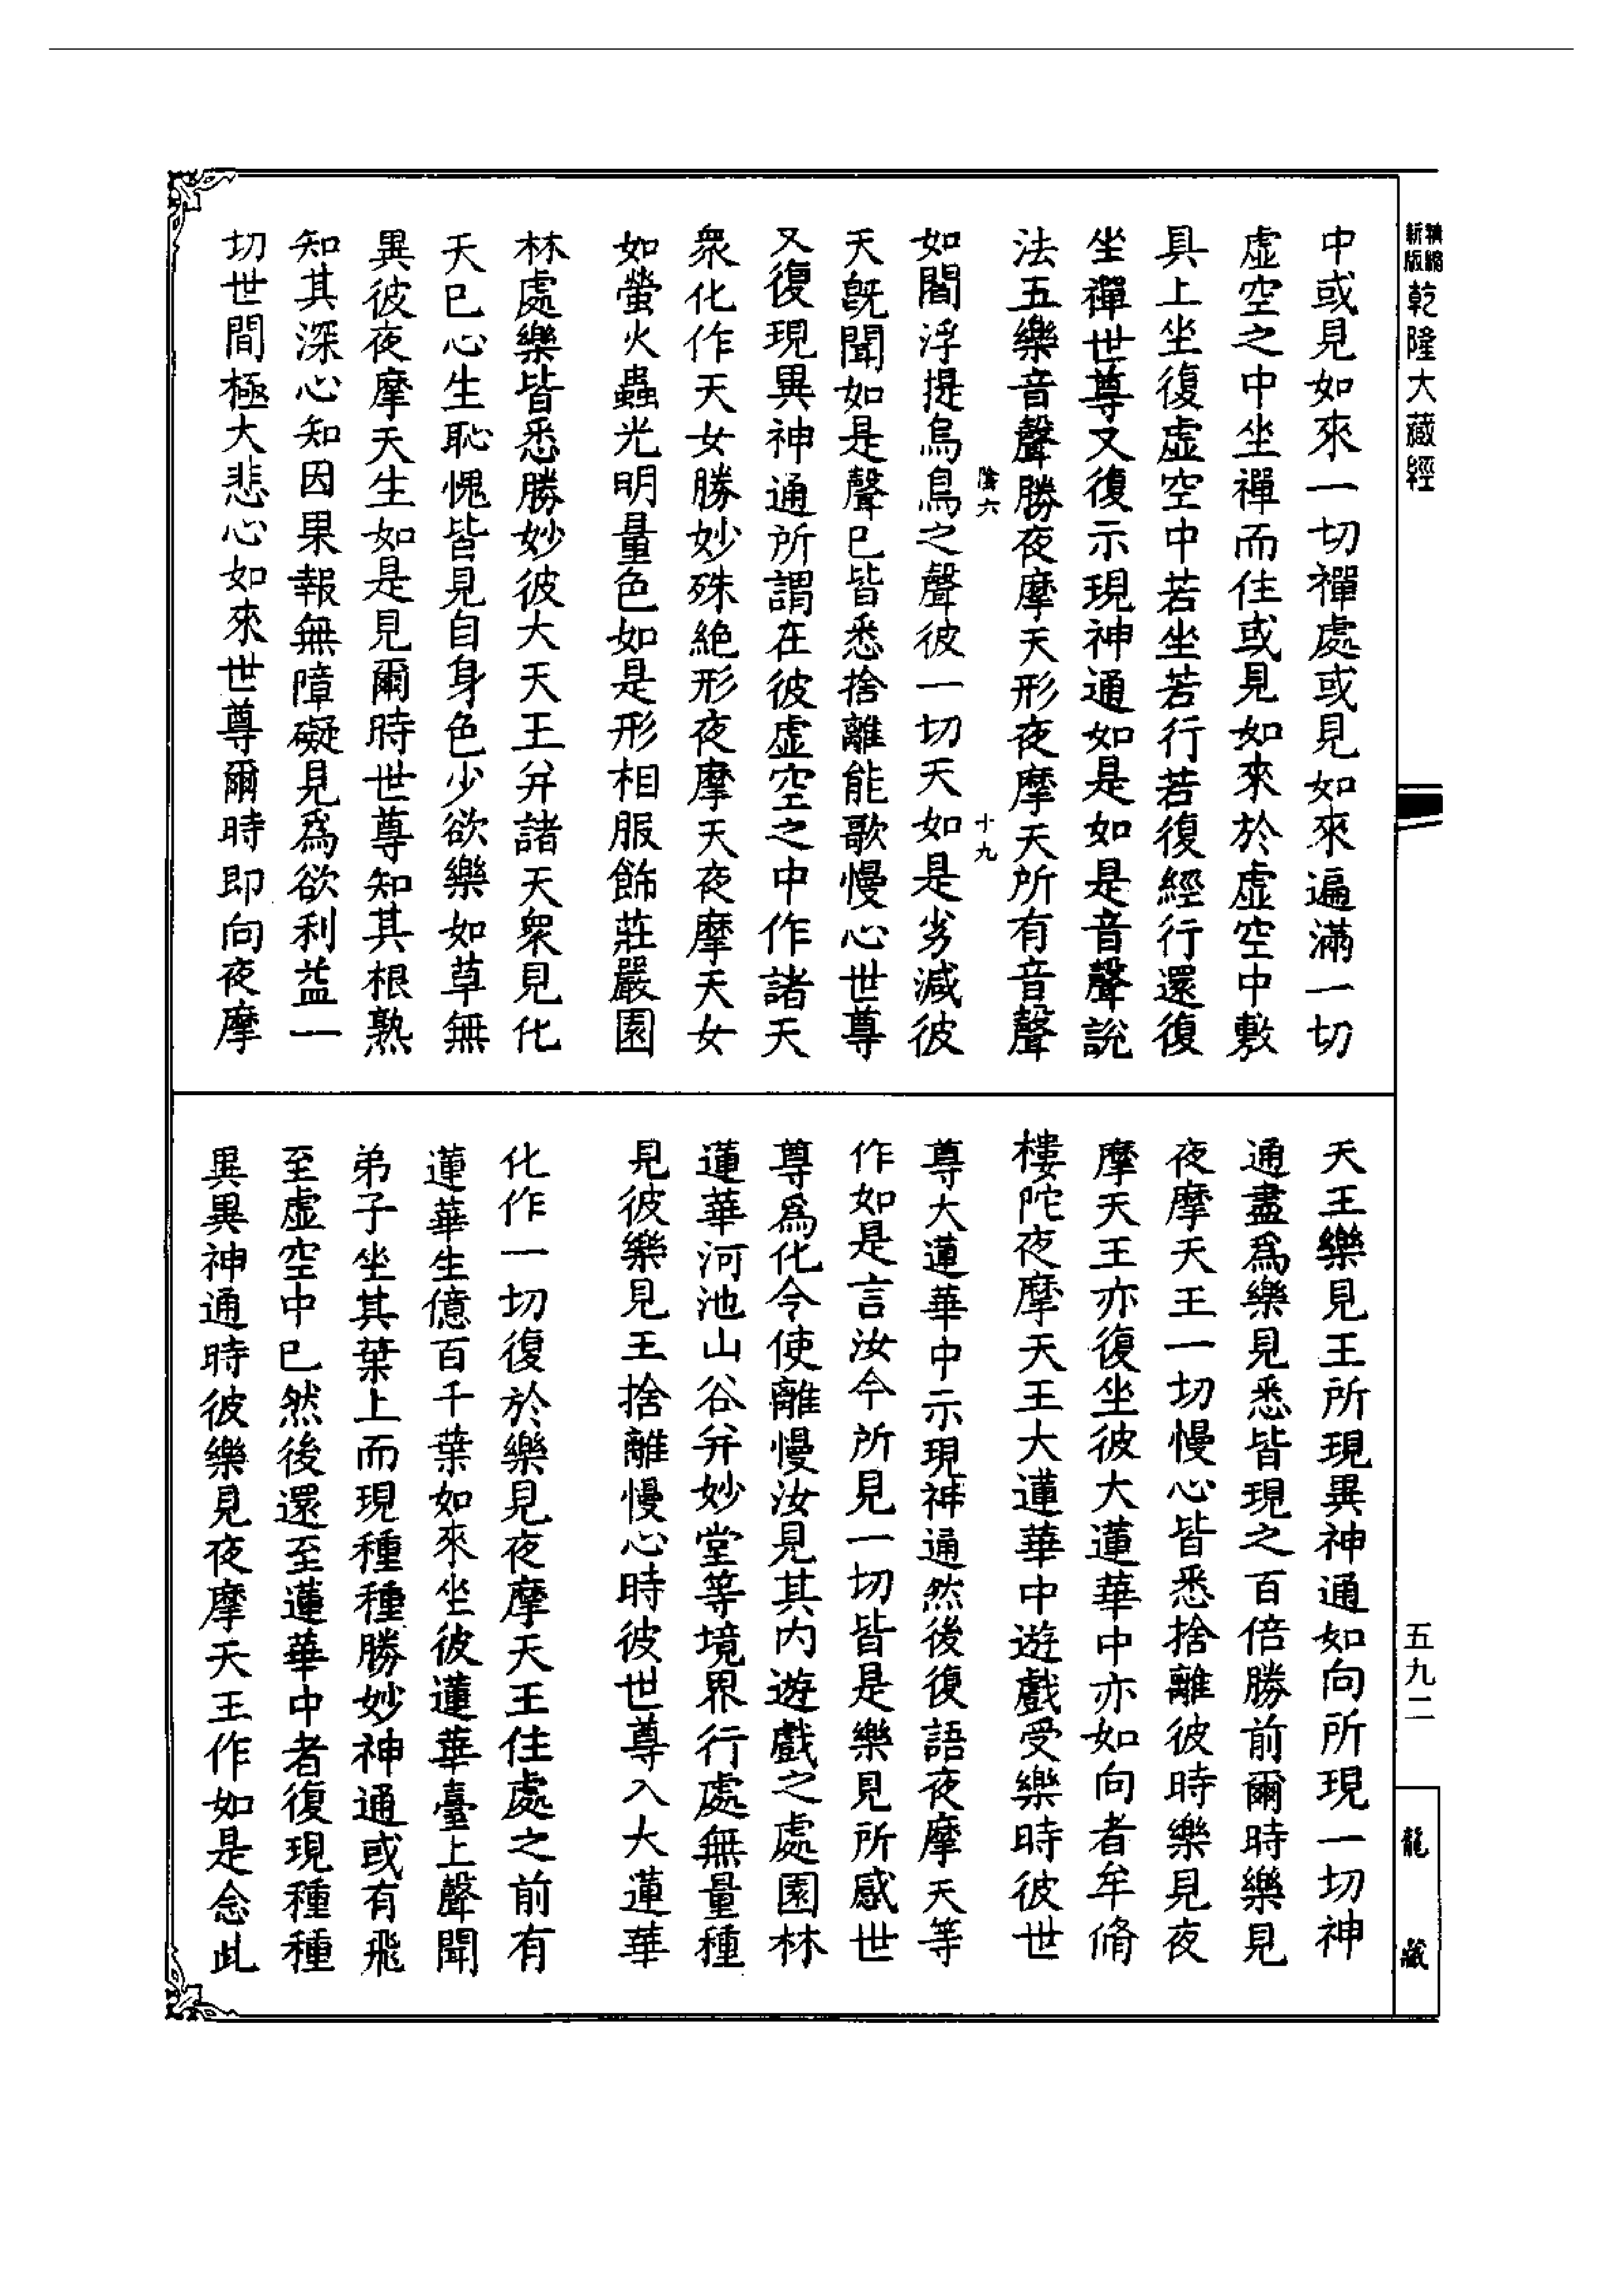 新版精縮乾隆大藏經
中或見如來一切禪處或見如來遍滿一切
虛空之中坐禪而住或見如來於虛空中敷
具上坐復虛空中若坐若行若復經行還復
坐禪世尊又復示現神通如是如是音聲說
法五樂音聲勝夜摩天形夜摩天所有音聲
陰六 十九
如閻浮提烏鳥之聲彼一切天如是劣減彼
天旣聞如是聲已皆悉捨離能歌慢心世尊
又復現異神通所謂在彼虛空之中作諸天
衆化作天女勝妙殊絕形夜摩天夜摩天女
如螢火蟲光明量色如是形相服飾莊嚴園
林處樂皆悉勝妙彼大天王并諸天衆見化
天已心生恥愧皆見自身色少欲樂如草無
異彼夜摩天生如是見爾時世尊知其根熟
知其深心知因果報無障礙見爲欲利益一
切世間極大悲心如來世尊爾時即向夜摩
天王樂見王所現異神通如向所現一切神
通盡爲樂見悉皆現之百倍勝前爾時樂見
夜摩天王一切慢心皆悉捨離彼時樂見夜
摩天王亦復坐彼大蓮華中亦如向者牟脩
樓陀夜摩天王大蓮華中遊戲受樂時彼世
尊大蓮華中示現神通然後復語夜摩天等
作如是言汝今所見一切皆是樂見所感世
尊爲化令使離慢汝見其內遊戲之處園林
蓮華河池山谷并妙堂等境界行處無量種
見彼樂見王捨離慢心時彼世尊入大蓮華
化作一切復於樂見夜摩天王住處之前有
蓮華生億百千葉如來坐彼蓮華臺上聲聞
弟子坐其葉上而現種種勝妙神通或有飛
至虛空中已然後還至蓮華中者復現種種
異異神通時彼樂見夜摩天王作如是念此
五九二
龍藏